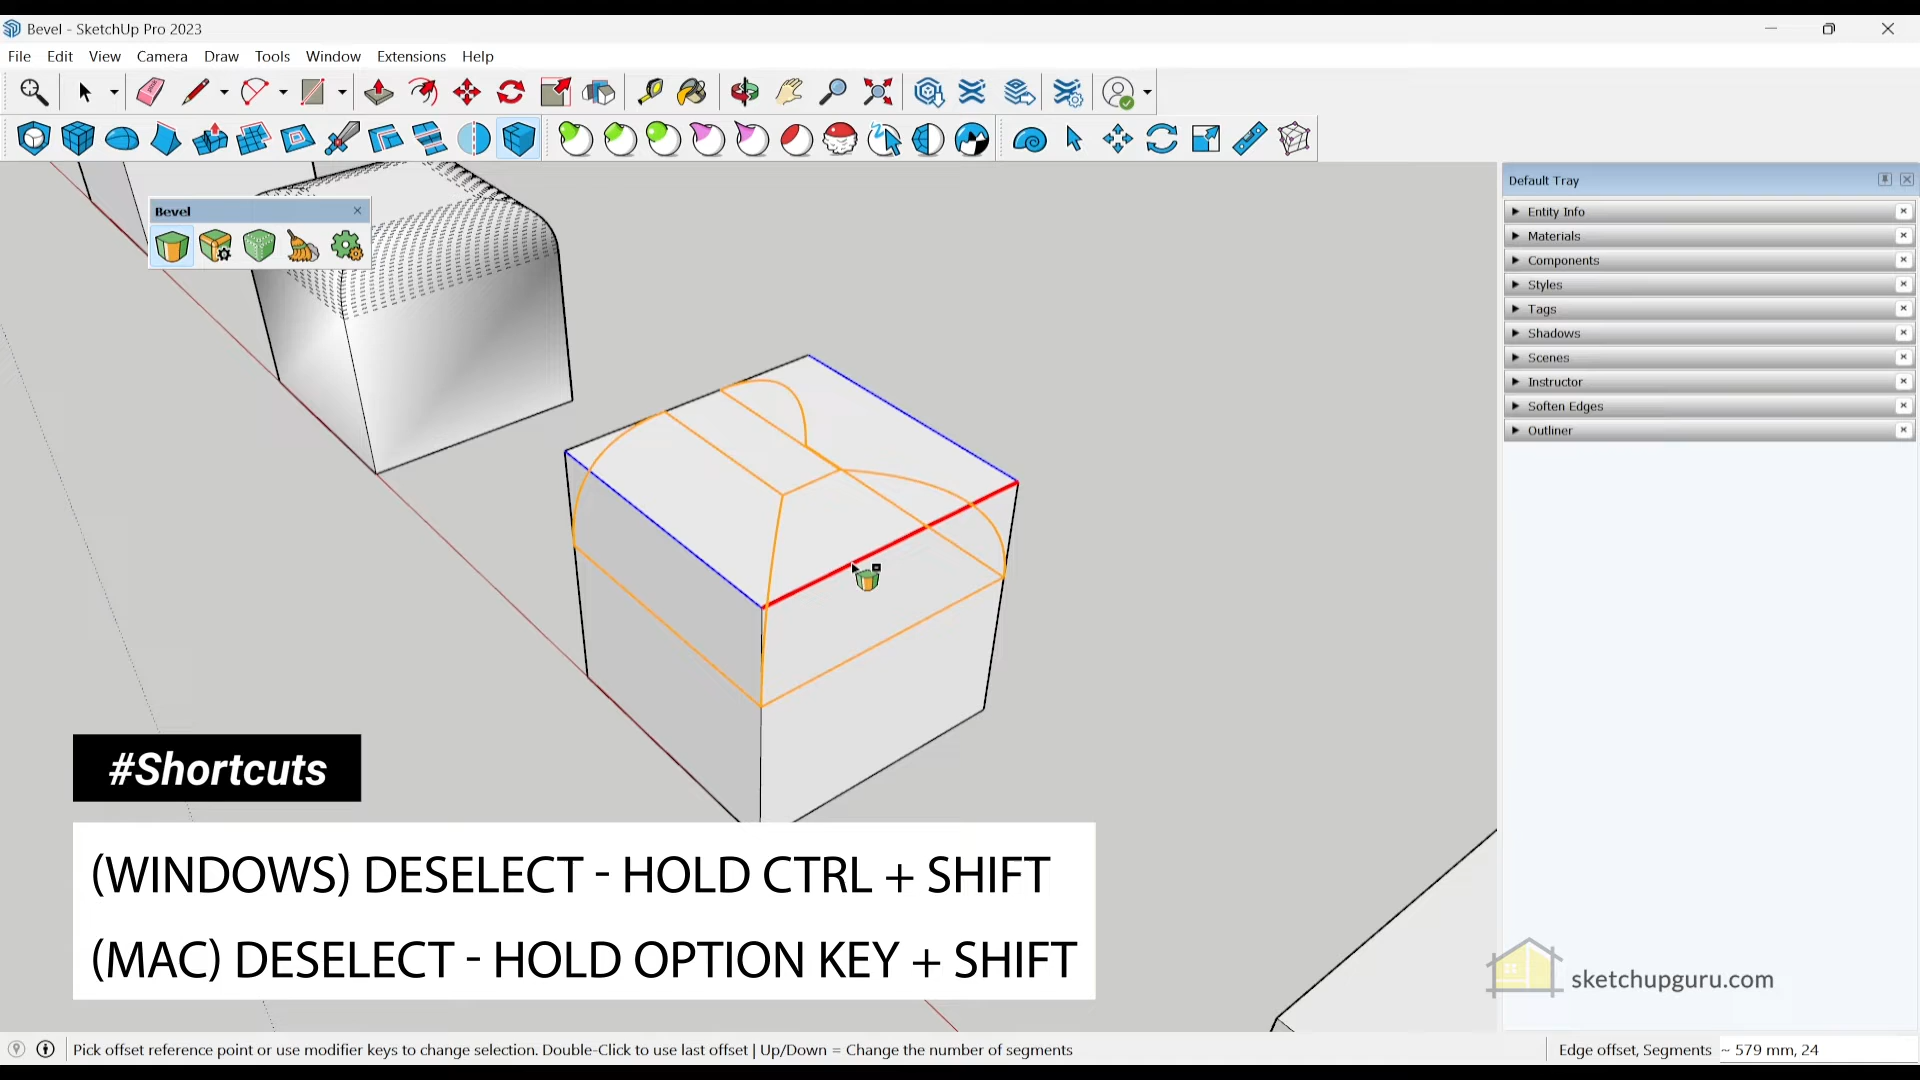 Bevel - SketchUp Pro 2023
File Edit View Camera Draw Tools Window Extensions Help
Default Tray
Bevel
Entity Info
Materials
Components
Styles
Tags
Shadows
Scenes
Instructor
Soften Edges
Outliner
#Shortcuts
(WINDOWS) DESELECT - HOLD CTRL + SHIFT
(MAC) DESELECT - HOLD OPTION KEY + SHIFT
sketchupguru.com
Pick offset reference point or use modifier keys to change selection. Double-Click to use last offset | Up/Down = Change the number of segments Edge offset, Segments ~ 579 mm, 24